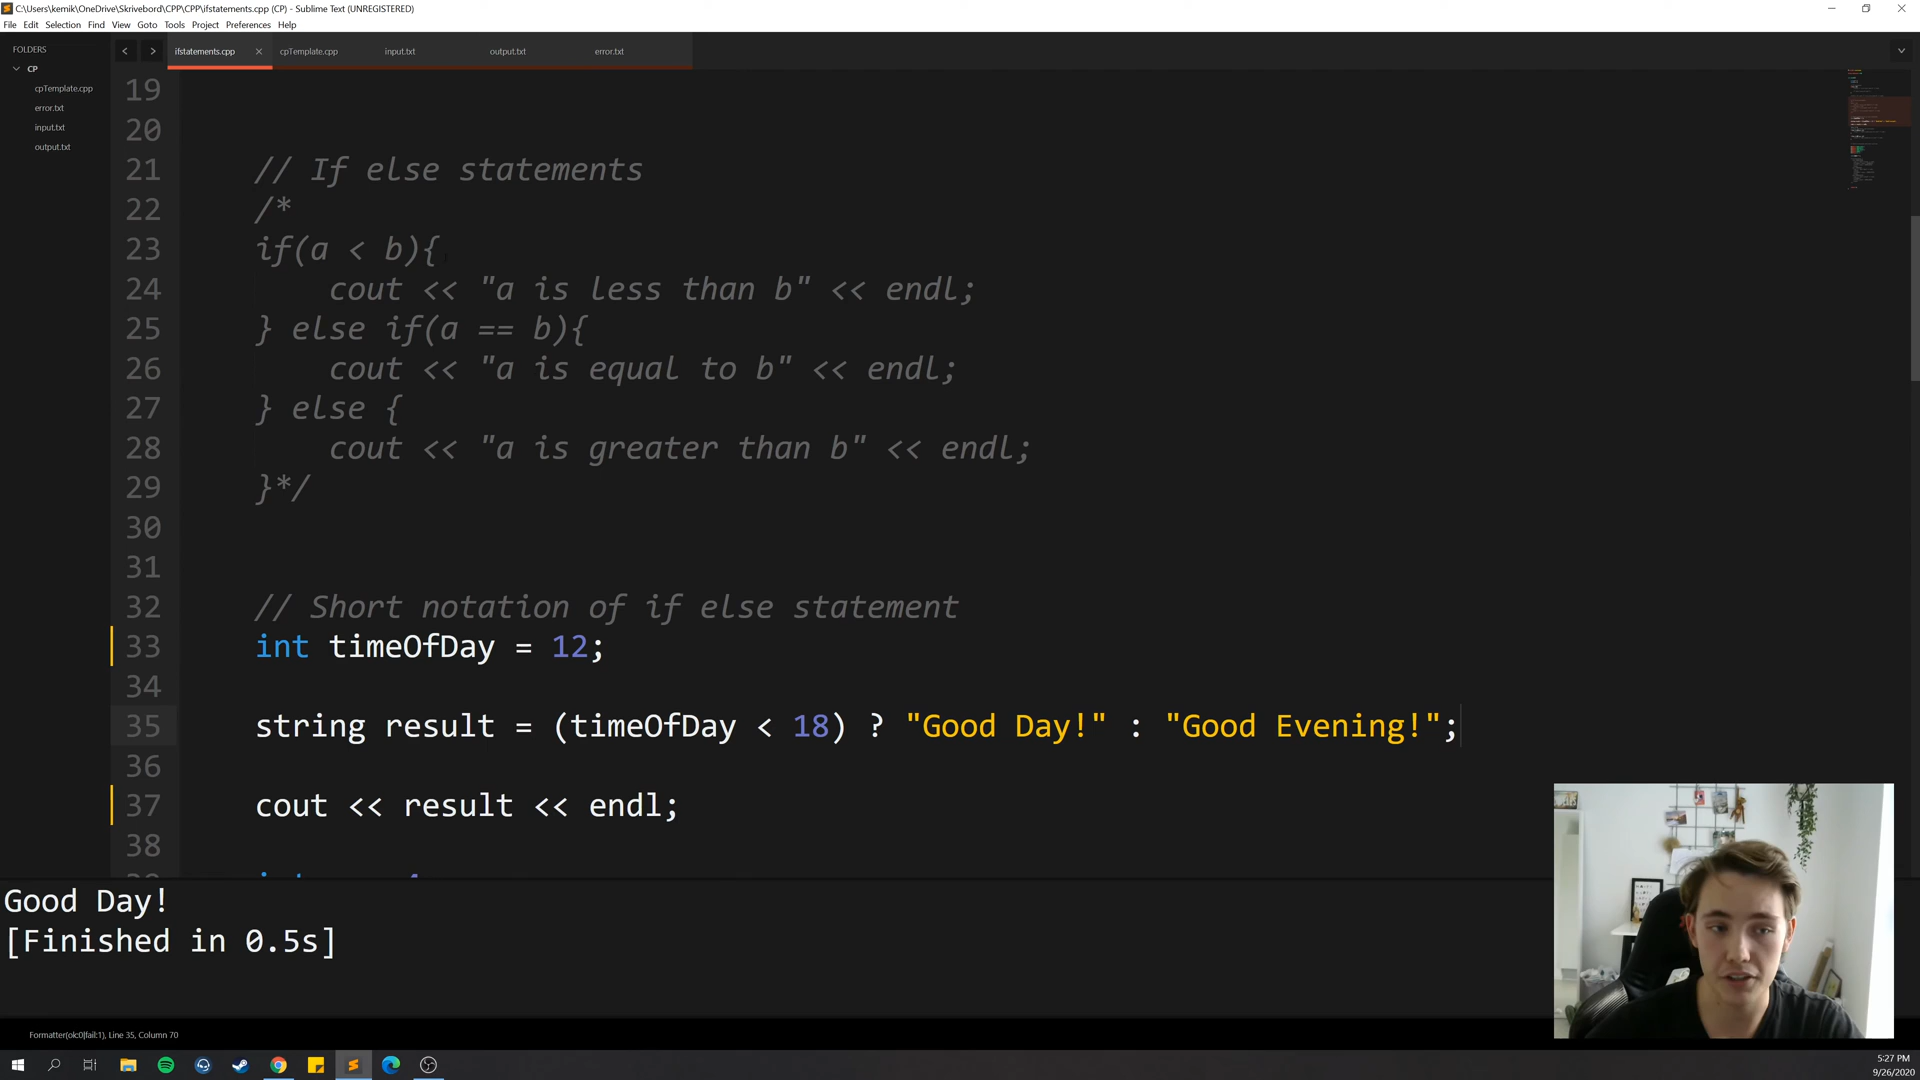 C:\Users\kemik\OneDrive\Skrivebord\CPP\CPP\ifstatements.cpp (CP) - Sublime Text (UNREGISTERED)
File Edit Selection Find View Goto Tools Project Preferences Help
FOLDERS
CP
cpTemplate.cpp
error.txt
input.txt
output.txt
ifstatements.cpp × cpTemplate.cpp input.txt output.txt error.txt
19
20
21 // If else statements
22 /*
23 if(a < b){
24 cout << "a is less than b" << endl;
25 } else if(a == b){
26 cout << "a is equal to b" << endl;
27 } else {
28 cout << "a is greater than b" << endl;
29 }*/
30
31
32 // Short notation of if else statement
33 int timeOfDay = 12;
34
35 string result = (timeOfDay < 18) ? "Good Day!" : "Good Evening!";
36
37 cout << result << endl;
38
Good Day!
[Finished in 0.5s]
Formatter(ok:0|fail:1), Line 35, Column 70
5:27 PM
9/26/2020